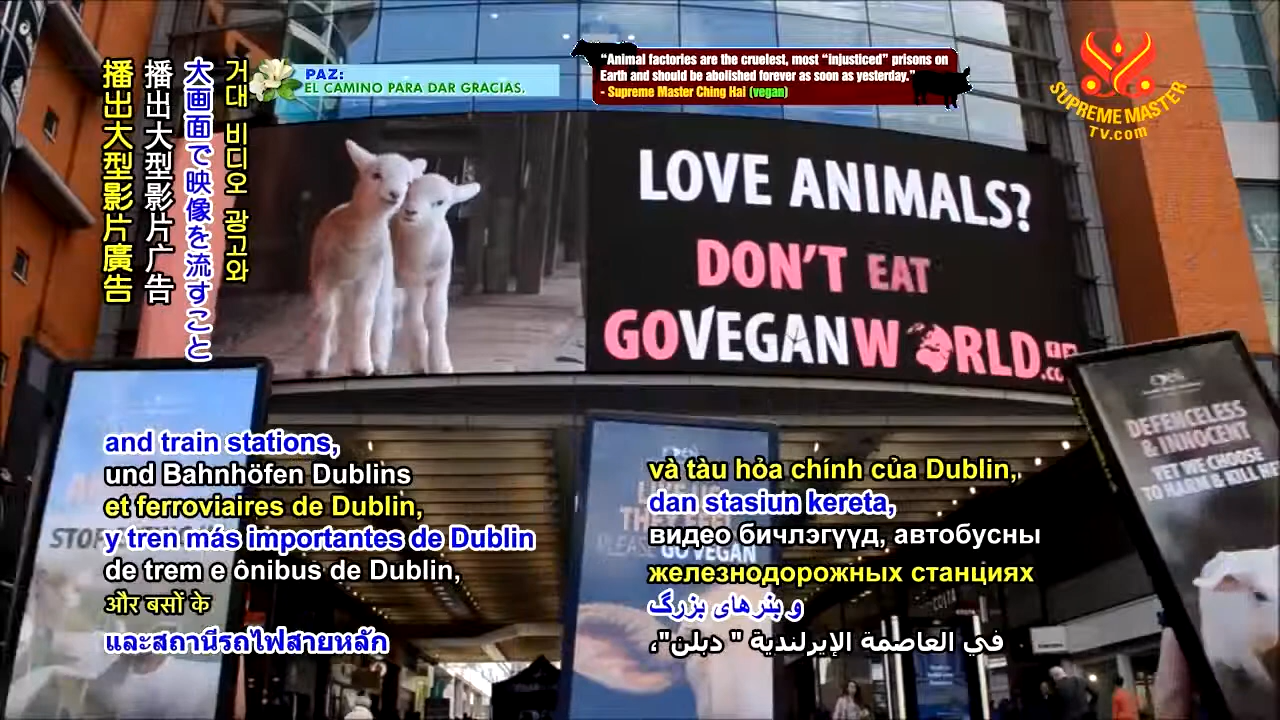 PAZ:
EL CAMINO PARA DAR GRACIAS.
“Animal factories are the cruelest, most “injusticed” prisons on
Earth and should be abolished forever as soon as yesterday.”
- Supreme Master Ching Hai (vegan)
SUPREME MASTER
TV.com
거대 비디오 광고와
大画面で映像を流すこと
播出大型影片广告
播出大型影片廣告
LOVE ANIMALS?
DON'T EAT
GOVEGANWORLD
DEFENCELESS
& INNOCENT
YET WE CHOOSE
TO HARM & KILL
GO VEGAN
and train stations,
und Bahnhöfen Dublins
et ferroviaires de Dublin,
y tren más importantes de Dublin
de trem e ônibus de Dublin,
और बसों के
และสถานีรถไฟสายหลัก
và tàu hỏa chính của Dublin,
dan stasiun kereta,
видео бичлэгүүд, автобусны
железнодорожных станциях
و بنرهای بزرگ
في العاصمة الإيرلندية " دبلن"،